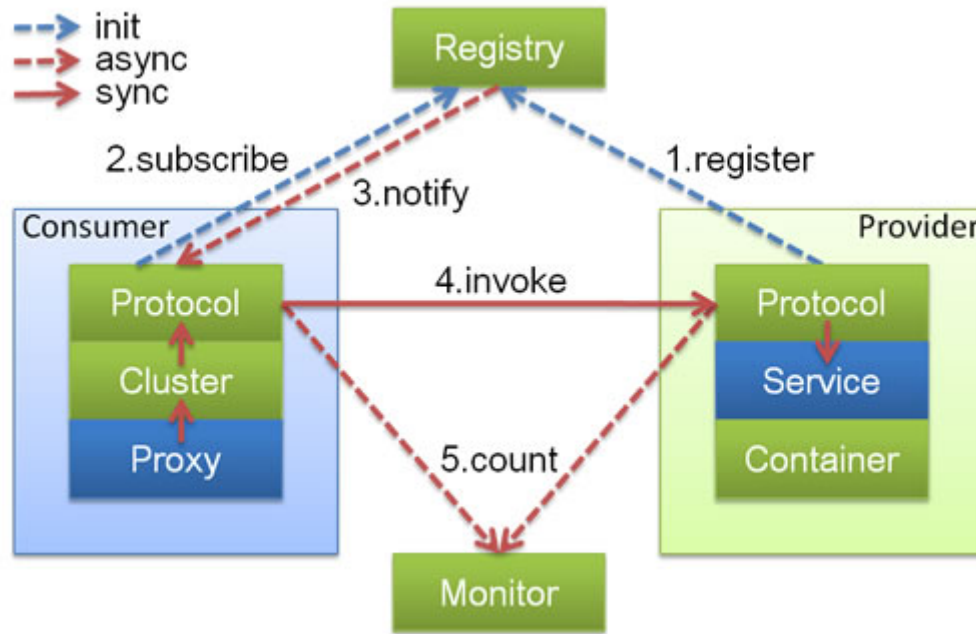 init
async
sync
Registry
2.subscribe
1.register
3.notify
Consumer
Provider
Protocol
4.invoke
Protocol
Cluster
Service
Proxy
5.count
Container
Monitor